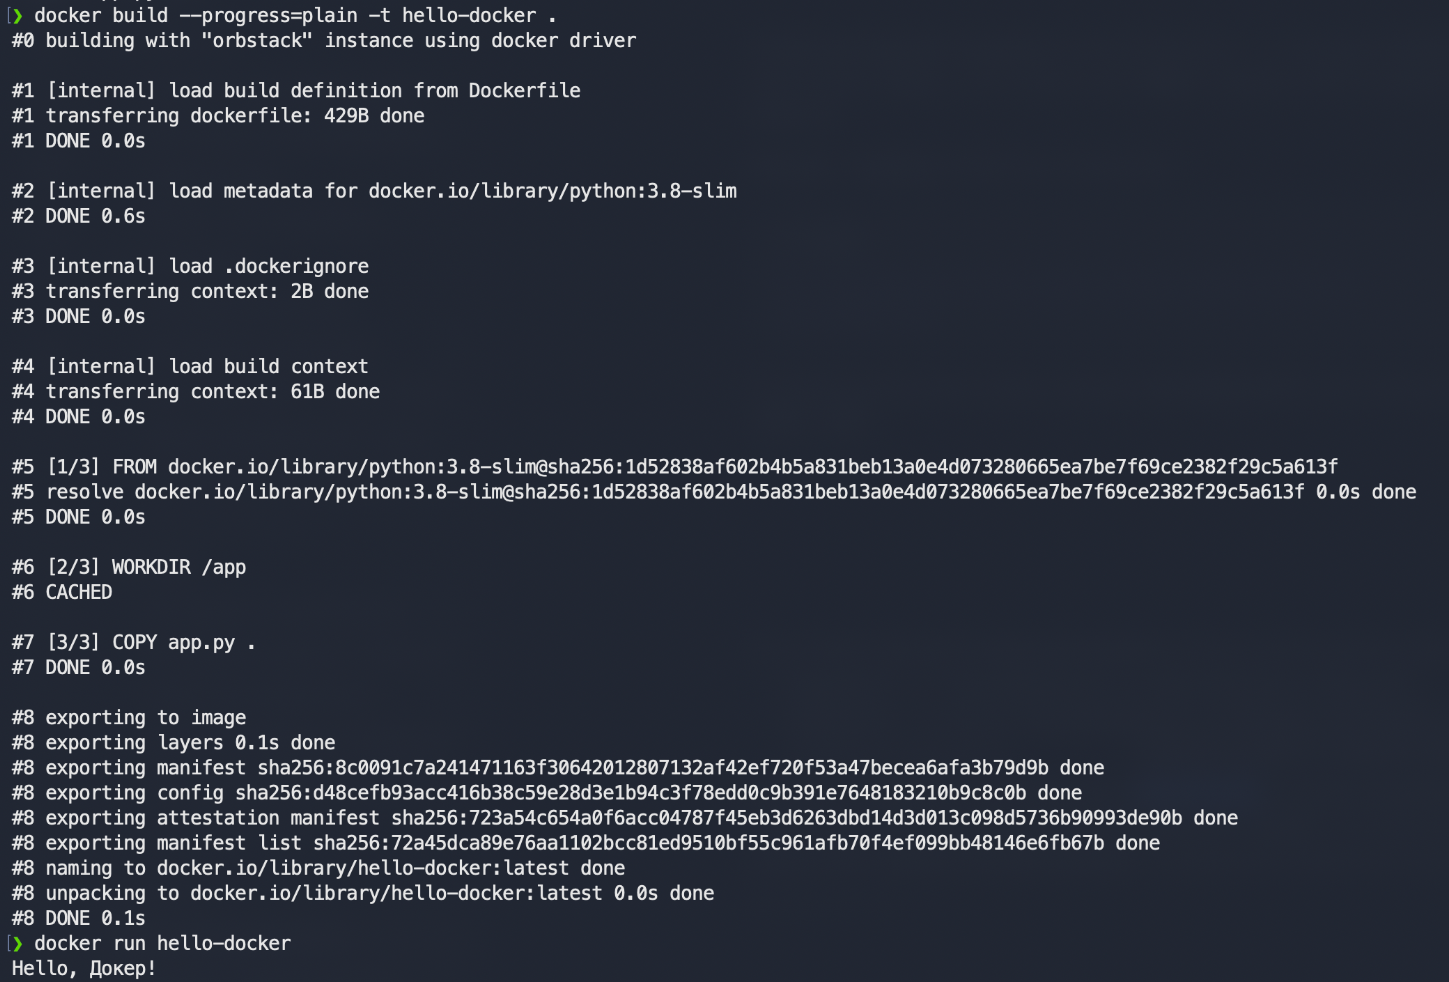 ❯ docker build --progress=plain -t hello-docker .
#0 building with "orbstack" instance using docker driver
#1 [internal] load build definition from Dockerfile
#1 transferring dockerfile: 429B done
#1 DONE 0.0s
#2 [internal] load metadata for docker.io/library/python:3.8-slim
#2 DONE 0.6s
#3 [internal] load .dockerignore
#3 transferring context: 2B done
#3 DONE 0.0s
#4 [internal] load build context
#4 transferring context: 61B done
#4 DONE 0.0s
#5 [1/3] FROM docker.io/library/python:3.8-slim@sha256:1d52838af602b4b5a831beb13a0e4d073280665ea7be7f69ce2382f29c5a613f
#5 resolve docker.io/library/python:3.8-slim@sha256:1d52838af602b4b5a831beb13a0e4d073280665ea7be7f69ce2382f29c5a613f 0.0s done
#5 DONE 0.0s
#6 [2/3] WORKDIR /app
#6 CACHED
#7 [3/3] COPY app.py .
#7 DONE 0.0s
#8 exporting to image
#8 exporting layers 0.1s done
#8 exporting manifest sha256:8c0091c7a241471163f30642012807132af42ef720f53a47becea6afa3b79d9b done
#8 exporting config sha256:d48cefb93acc416b38c59e28d3e1b94c3f78edd0c9b391e7648183210b9c8c0b done
#8 exporting attestation manifest sha256:723a54c654a0f6acc04787f45eb3d6263dbd14d3d013c098d5736b90993de90b done
#8 exporting manifest list sha256:72a45dca89e76aa1102bcc81ed9510bf55c961afb70f4ef099bb48146e6fb67b done
#8 naming to docker.io/library/hello-docker:latest done
#8 unpacking to docker.io/library/hello-docker:latest 0.0s done
#8 DONE 0.1s
❯ docker run hello-docker
Hello, Докер!